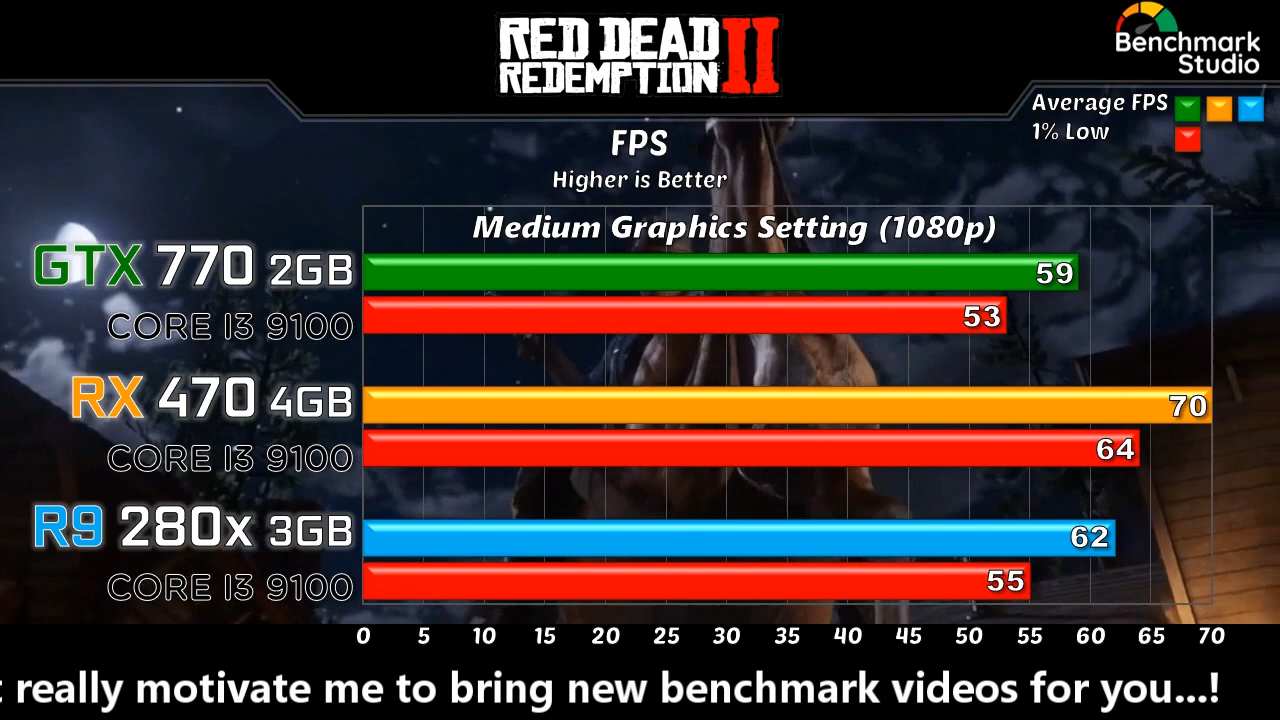 RED DEAD
REDEMPTION II
Benchmark
Studio
Average FPS
1% Low
FPS
Higher is Better
Medium Graphics Setting (1080p)
GTX 770 2GB
59
CORE I3 9100
53
RX 470 4GB
70
CORE I3 9100
64
R9 280x 3GB
62
CORE I3 9100
55
0 5 10 15 20 25 30 35 40 45 50 55 60 65 70
really motivate me to bring new benchmark videos for you...!